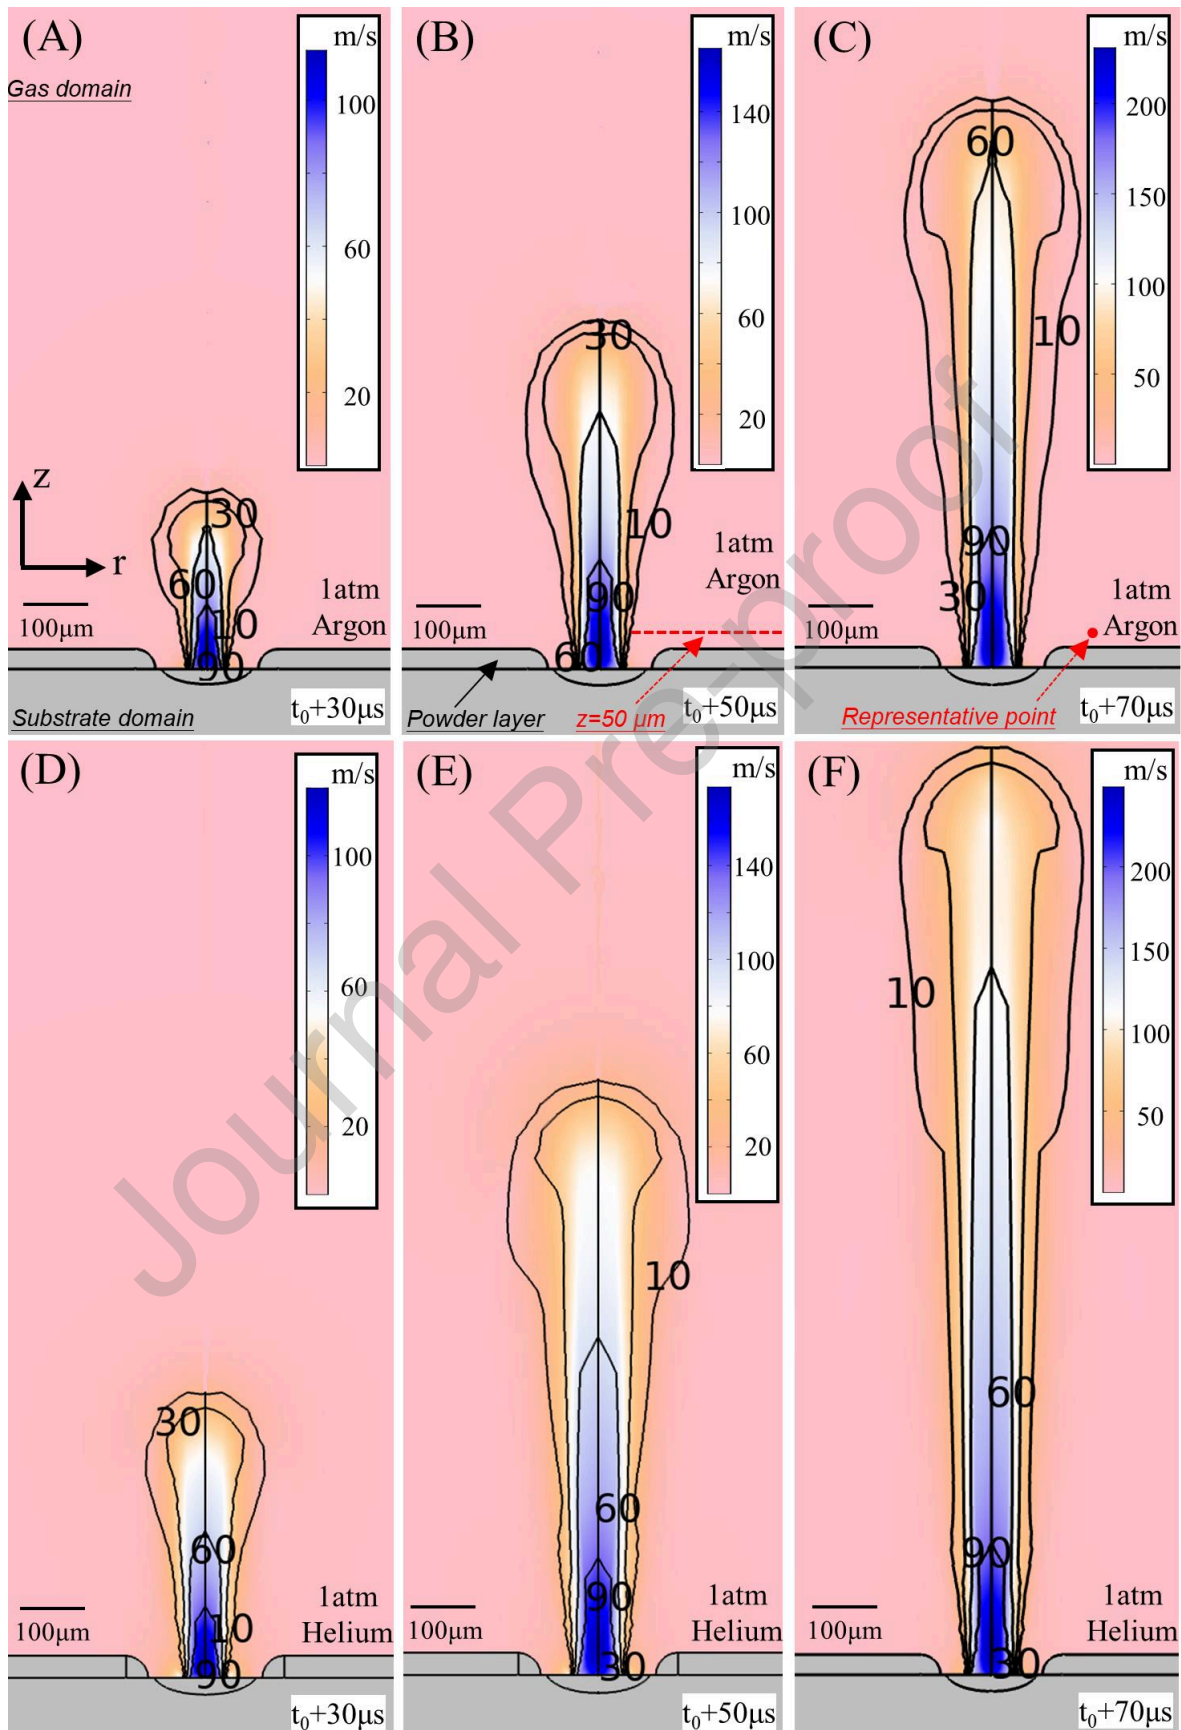 (A)
m/s
Gas domain
100
60
20
30
z
r
60
10
90
100μm
1atm
Argon
Substrate domain
t₀+30μs
(B)
m/s
140
100
60
20
30
10
90
60
100μm
1atm
Argon
Powder layer
z=50 μm
t₀+50μs
(C)
m/s
200
150
100
50
60
10
90
30
100μm
1atm
Argon
Representative point
t₀+70μs
(D)
m/s
100
60
20
30
60
10
90
100μm
1atm
Helium
t₀+30μs
(E)
m/s
140
100
60
20
10
60
90
30
100μm
1atm
Helium
t₀+50μs
(F)
m/s
200
150
100
50
10
60
90
30
100μm
1atm
Helium
t₀+70μs
Journal Pre-proof